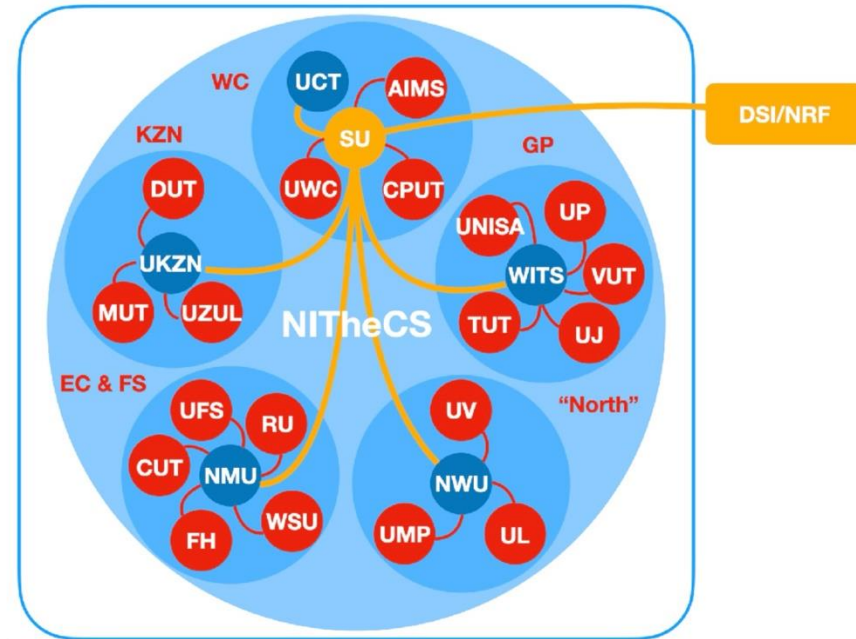 WC
UCT
AIMS
SU
DSI/NRF
UWC
CPUT
KZN
DUT
UKZN
MUT
UZUL
GP
UNISA
UP
WITS
VUT
TUT
UJ
NITheCS
EC & FS
UFS
RU
CUT
NMU
FH
WSU
“North”
UV
NWU
UMP
UL